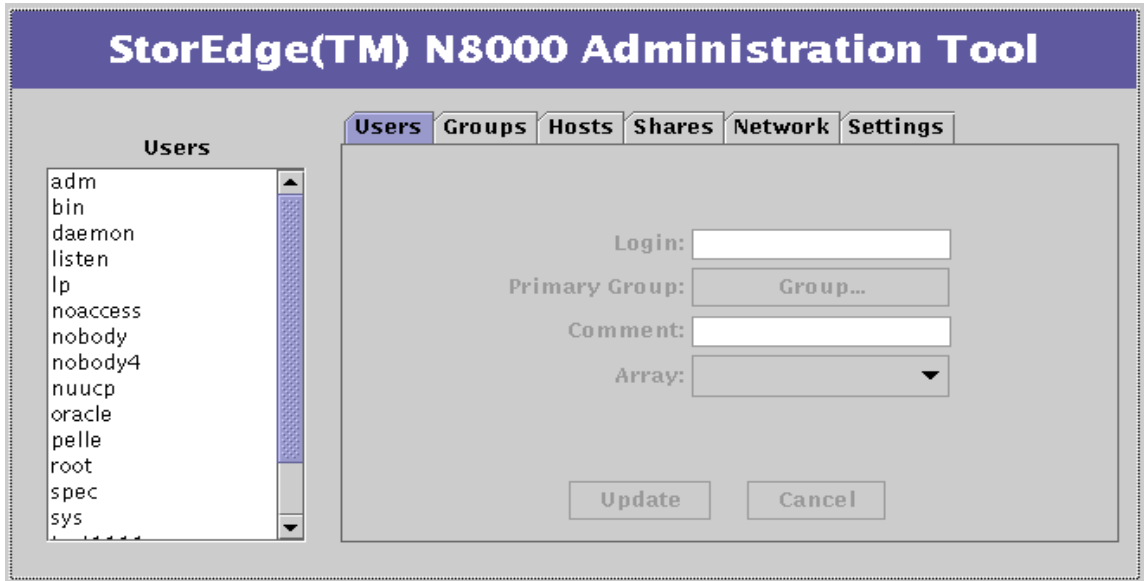 StorEdge(TM) N8000 Administration Tool
Users Groups Hosts Shares Network Settings
Users
adm
bin
daemon
listen
lp
noaccess
nobody
nobody4
nuucp
oracle
pelle
root
spec
sys
Login:
Primary Group: Group...
Comment:
Array:
Update Cancel